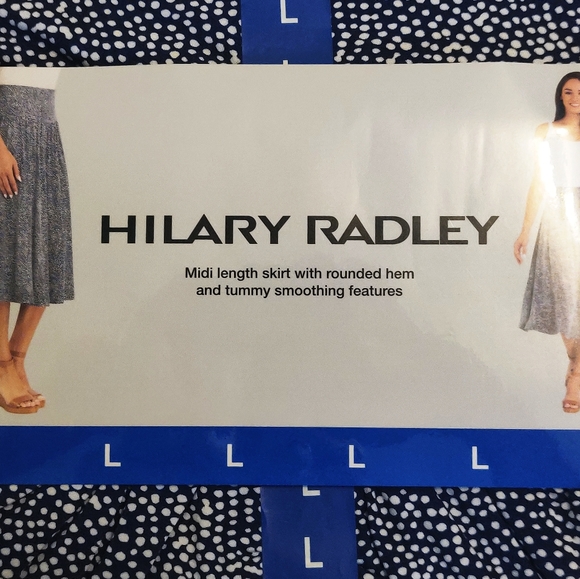 L
HILARY RADLEY
Midi length skirt with rounded hem
and tummy smoothing features
L L L L
L
L